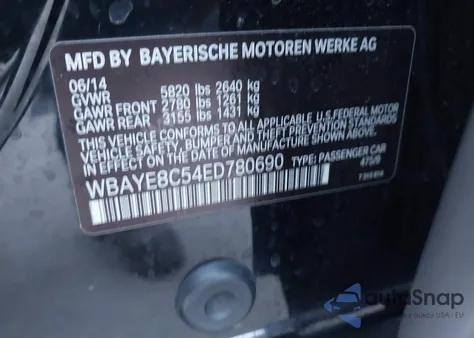 MFD BY BAYERISCHE MOTOREN WERKE AG
06/14
GVWR 5820 lbs 2640 kg
GAWR FRONT 2780 lbs 1261 kg
GAWR REAR 3155 lbs 1431 kg
THIS VEHICLE CONFORMS TO ALL APPLICABLE U.S. FEDERAL MOTOR
VEHICLE SAFETY, BUMPER, AND THEFT PREVENTION STANDARDS
IN EFFECT ON THE DATE OF MANUFACTURE SHOWN ABOVE.
WBAYE8C54ED780690 TYPE: PASSENGER CAR
475/9
autoSnap
USA - EU